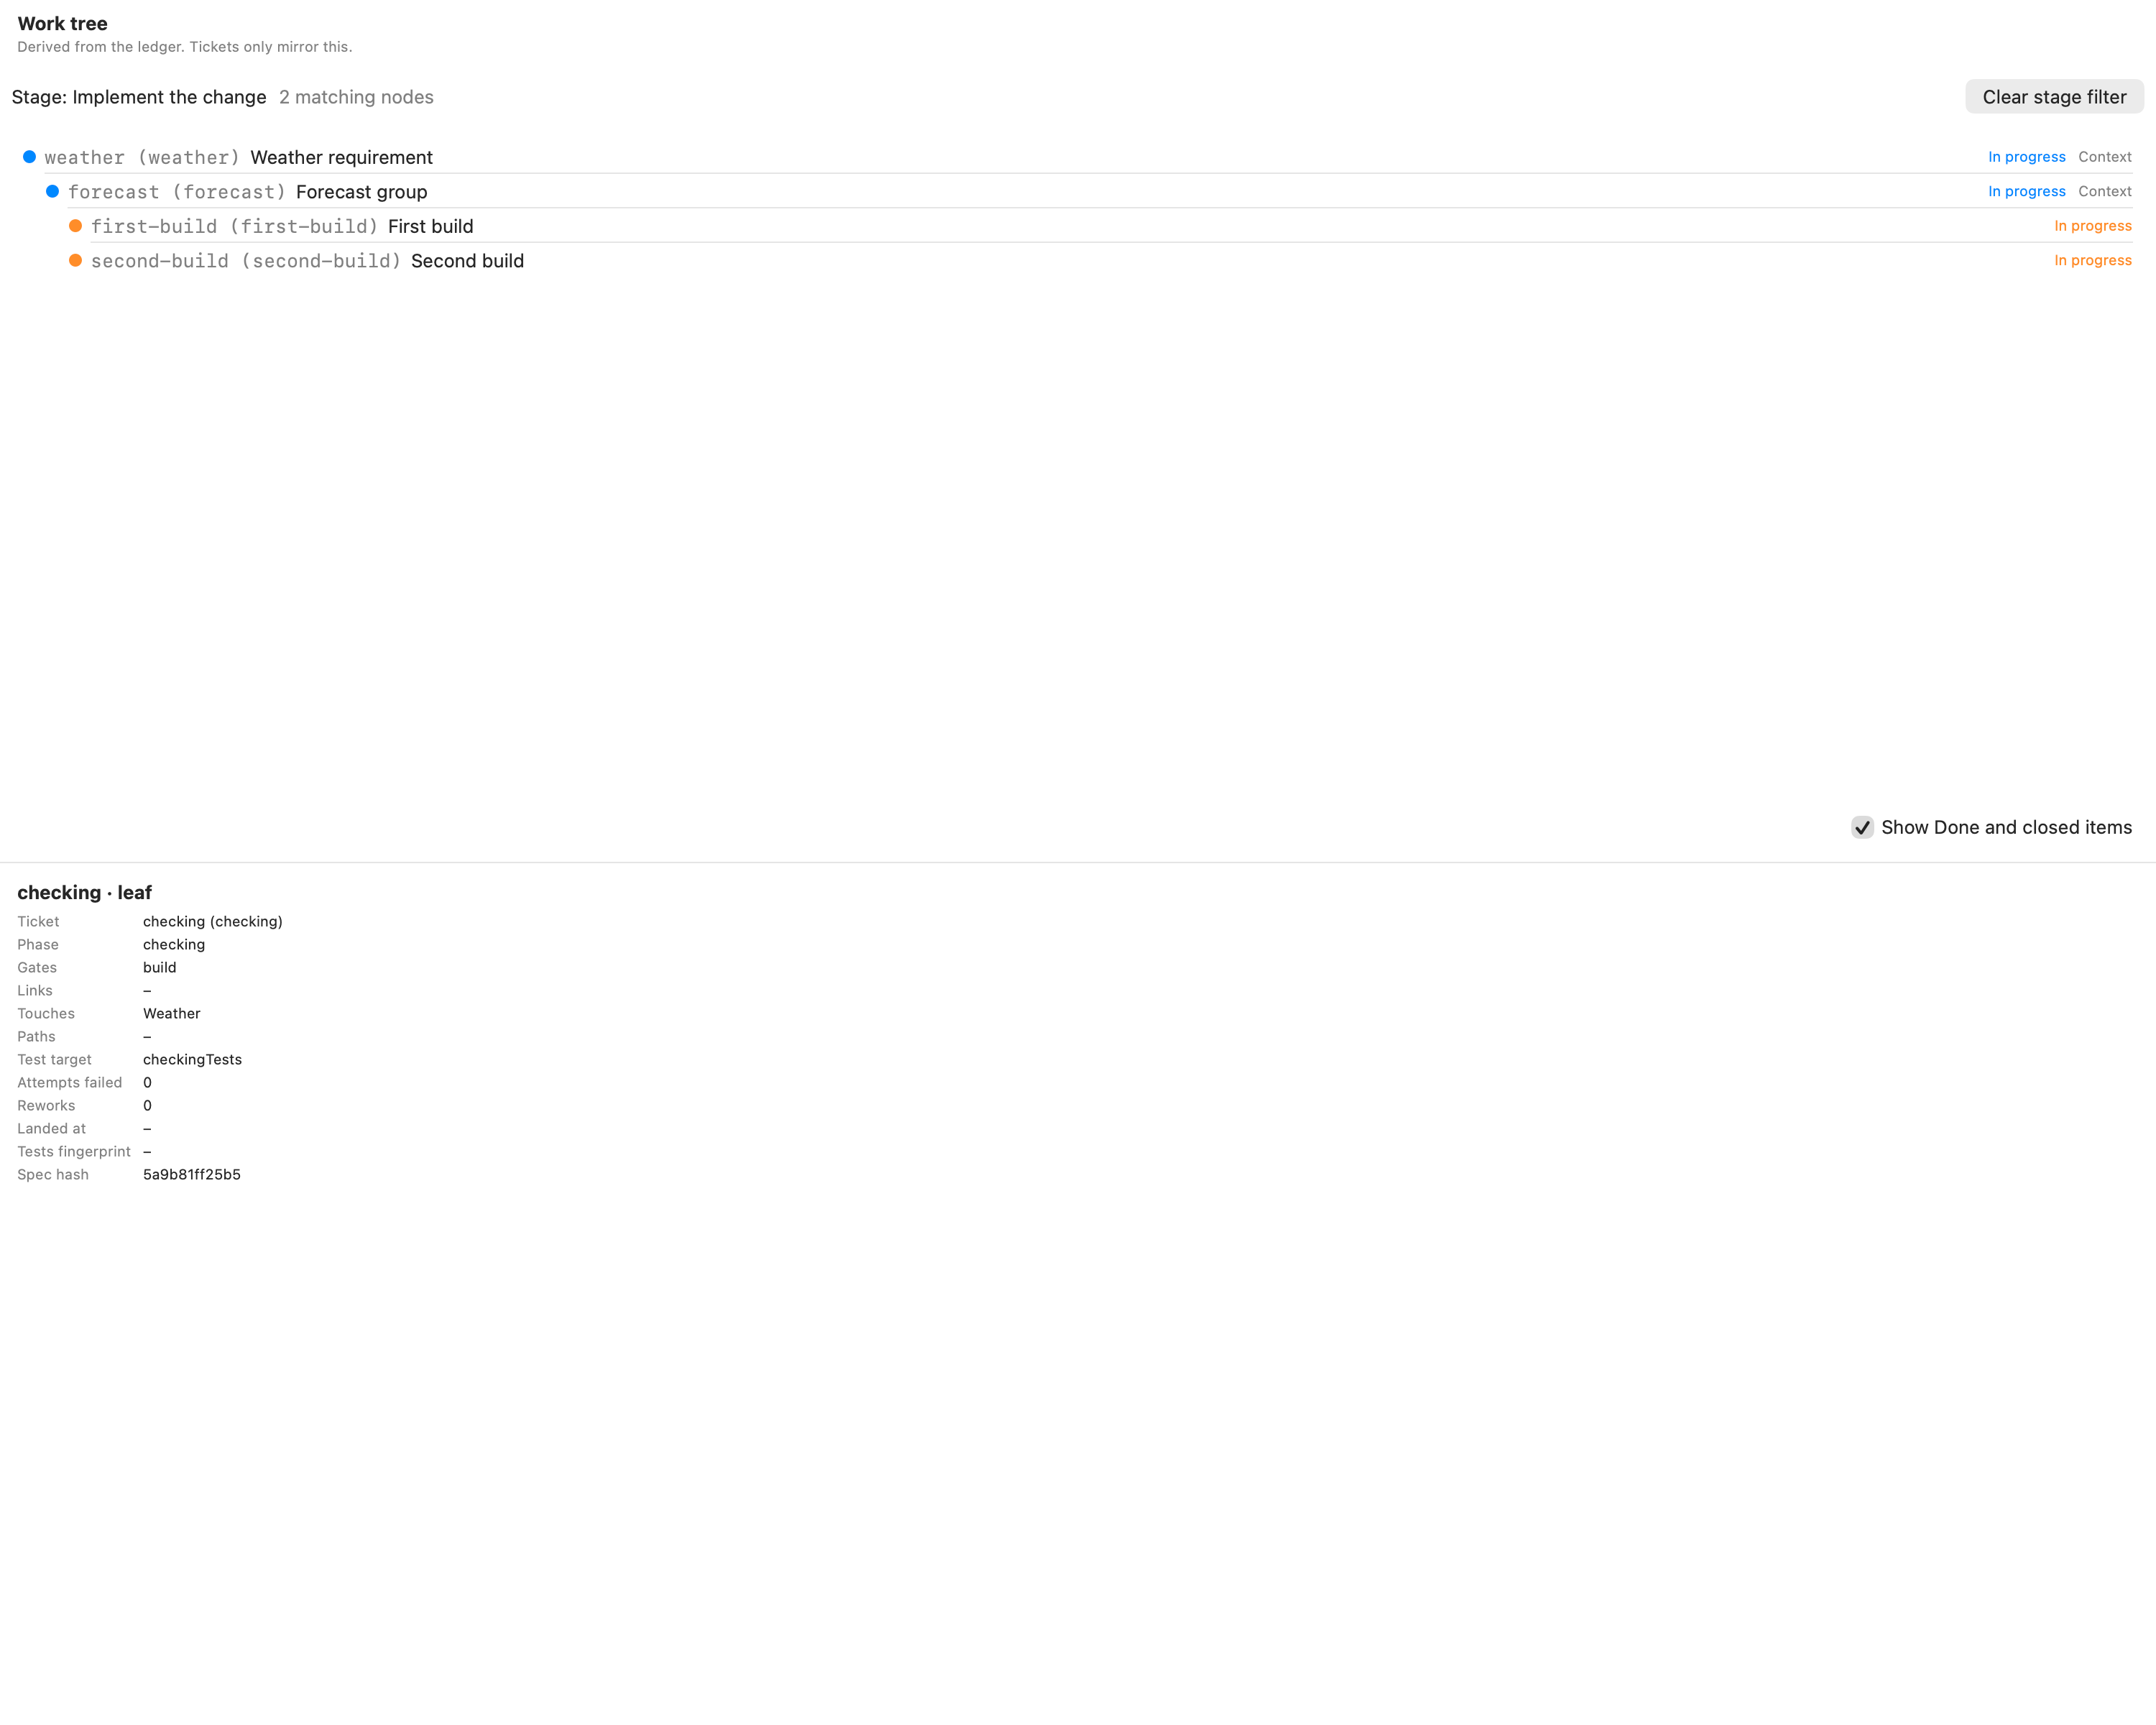 Work tree
Derived from the ledger. Tickets only mirror this.
Stage: Implement the change 2 matching nodes Clear stage filter
weather (weather) Weather requirement In progress Context
forecast (forecast) Forecast group In progress Context
first-build (first-build) First build In progress
second-build (second-build) Second build In progress
Show Done and closed items
checking · leaf
Ticket checking (checking)
Phase checking
Gates build
Links –
Touches Weather
Paths –
Test target checkingTests
Attempts failed 0
Reworks 0
Landed at –
Tests fingerprint –
Spec hash 5a9b81ff25b5